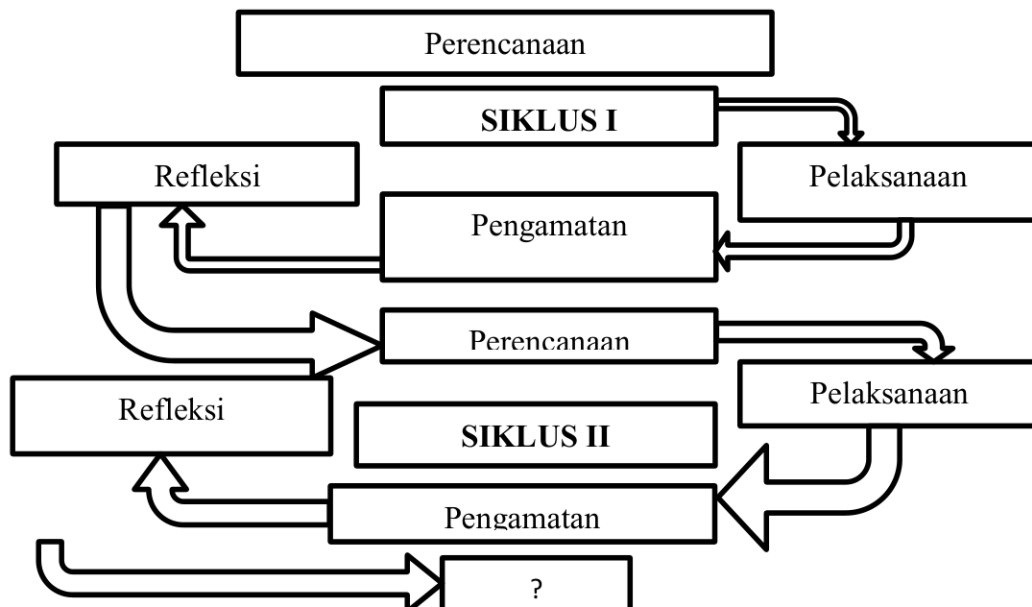 Perencanaan
SIKLUS I
Refleksi
Pelaksanaan
Pengamatan
Perencanaan
Refleksi
Pelaksanaan
SIKLUS II
Pengamatan
?